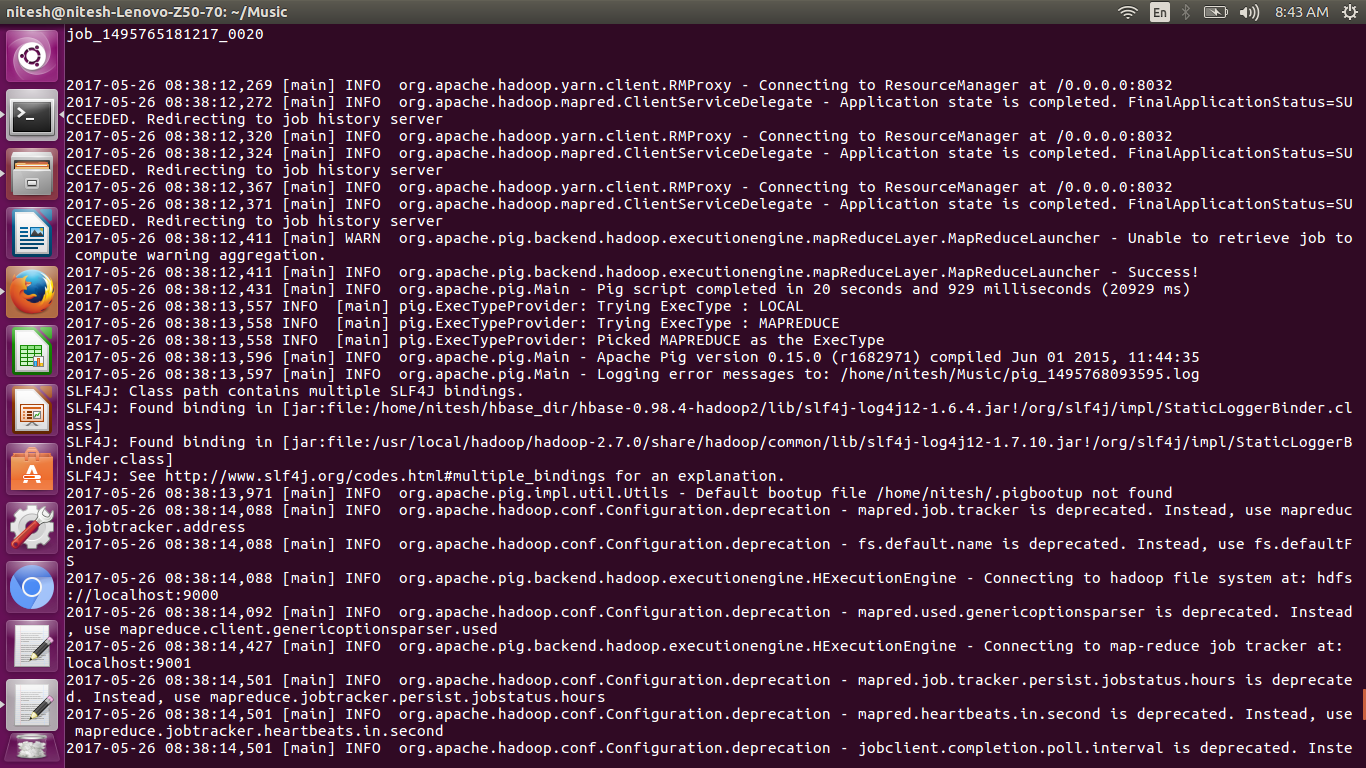 nitesh@nitesh-Lenovo-Z50-70: ~/Music
En
8:43 AM
job_1495765181217_0020
2017-05-26 08:38:12,269 [main] INFO  org.apache.hadoop.yarn.client.RMProxy - Connecting to ResourceManager at /0.0.0.0:8032
2017-05-26 08:38:12,272 [main] INFO  org.apache.hadoop.mapred.ClientServiceDelegate - Application state is completed. FinalApplicationStatus=SU
CCEEDED. Redirecting to job history server
2017-05-26 08:38:12,320 [main] INFO  org.apache.hadoop.yarn.client.RMProxy - Connecting to ResourceManager at /0.0.0.0:8032
2017-05-26 08:38:12,324 [main] INFO  org.apache.hadoop.mapred.ClientServiceDelegate - Application state is completed. FinalApplicationStatus=SU
CCEEDED. Redirecting to job history server
2017-05-26 08:38:12,367 [main] INFO  org.apache.hadoop.yarn.client.RMProxy - Connecting to ResourceManager at /0.0.0.0:8032
2017-05-26 08:38:12,371 [main] INFO  org.apache.hadoop.mapred.ClientServiceDelegate - Application state is completed. FinalApplicationStatus=SU
CCEEDED. Redirecting to job history server
2017-05-26 08:38:12,411 [main] WARN  org.apache.pig.backend.hadoop.executionengine.mapReduceLayer.MapReduceLauncher - Unable to retrieve job to
 compute warning aggregation.
2017-05-26 08:38:12,411 [main] INFO  org.apache.pig.backend.hadoop.executionengine.mapReduceLayer.MapReduceLauncher - Success!
2017-05-26 08:38:12,431 [main] INFO  org.apache.pig.Main - Pig script completed in 20 seconds and 929 milliseconds (20929 ms)
2017-05-26 08:38:13,557 INFO  [main] pig.ExecTypeProvider: Trying ExecType : LOCAL
2017-05-26 08:38:13,558 INFO  [main] pig.ExecTypeProvider: Trying ExecType : MAPREDUCE
2017-05-26 08:38:13,558 INFO  [main] pig.ExecTypeProvider: Picked MAPREDUCE as the ExecType
2017-05-26 08:38:13,596 [main] INFO  org.apache.pig.Main - Apache Pig version 0.15.0 (r1682971) compiled Jun 01 2015, 11:44:35
2017-05-26 08:38:13,597 [main] INFO  org.apache.pig.Main - Logging error messages to: /home/nitesh/Music/pig_1495768093595.log
SLF4J: Class path contains multiple SLF4J bindings.
SLF4J: Found binding in [jar:file:/home/nitesh/hbase_dir/hbase-0.98.4-hadoop2/lib/slf4j-log4j12-1.6.4.jar!/org/slf4j/impl/StaticLoggerBinder.cl
ass]
SLF4J: Found binding in [jar:file:/usr/local/hadoop/hadoop-2.7.0/share/hadoop/common/lib/slf4j-log4j12-1.7.10.jar!/org/slf4j/impl/StaticLoggerB
inder.class]
SLF4J: See http://www.slf4j.org/codes.html#multiple_bindings for an explanation.
2017-05-26 08:38:13,971 [main] INFO  org.apache.pig.impl.util.Utils - Default bootup file /home/nitesh/.pigbootup not found
2017-05-26 08:38:14,088 [main] INFO  org.apache.hadoop.conf.Configuration.deprecation - mapred.job.tracker is deprecated. Instead, use mapreduc
e.jobtracker.address
2017-05-26 08:38:14,088 [main] INFO  org.apache.hadoop.conf.Configuration.deprecation - fs.default.name is deprecated. Instead, use fs.defaultF
S
2017-05-26 08:38:14,088 [main] INFO  org.apache.pig.backend.hadoop.executionengine.HExecutionEngine - Connecting to hadoop file system at: hdfs
://localhost:9000
2017-05-26 08:38:14,092 [main] INFO  org.apache.hadoop.conf.Configuration.deprecation - mapred.used.genericoptionsparser is deprecated. Instead
, use mapreduce.client.genericoptionsparser.used
2017-05-26 08:38:14,427 [main] INFO  org.apache.pig.backend.hadoop.executionengine.HExecutionEngine - Connecting to map-reduce job tracker at:
localhost:9001
2017-05-26 08:38:14,501 [main] INFO  org.apache.hadoop.conf.Configuration.deprecation - mapred.job.tracker.persist.jobstatus.hours is deprecate
d. Instead, use mapreduce.jobtracker.persist.jobstatus.hours
2017-05-26 08:38:14,501 [main] INFO  org.apache.hadoop.conf.Configuration.deprecation - mapred.heartbeats.in.second is deprecated. Instead, use
 mapreduce.jobtracker.heartbeats.in.second
2017-05-26 08:38:14,501 [main] INFO  org.apache.hadoop.conf.Configuration.deprecation - jobclient.completion.poll.interval is deprecated. Inste